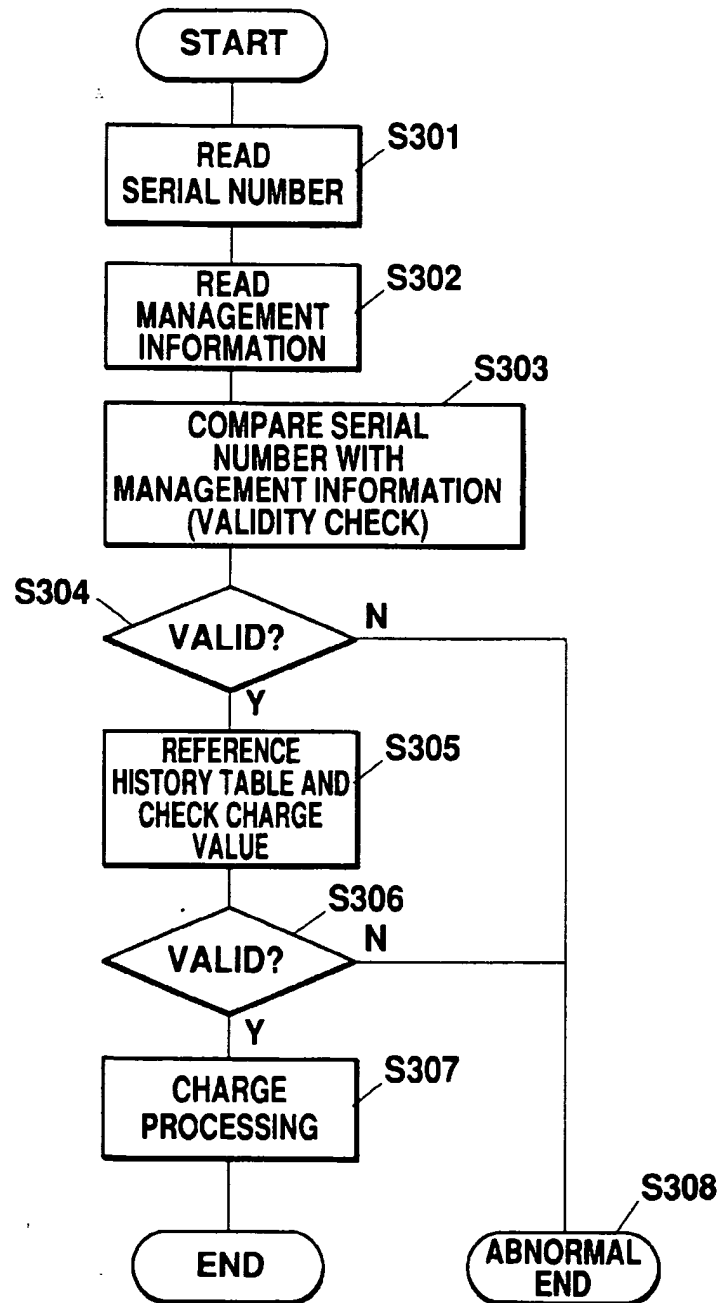 START
S301
READ
SERIAL NUMBER
S302
READ
MANAGEMENT
INFORMATION
S303
COMPARE SERIAL
NUMBER WITH
MANAGEMENT INFORMATION
(VALIDITY CHECK)
S304
VALID?
N
Y
S305
REFERENCE
HISTORY TABLE AND
CHECK CHARGE
VALUE
S306
VALID?
N
Y
S307
CHARGE
PROCESSING
S308
END
ABNORMAL
END